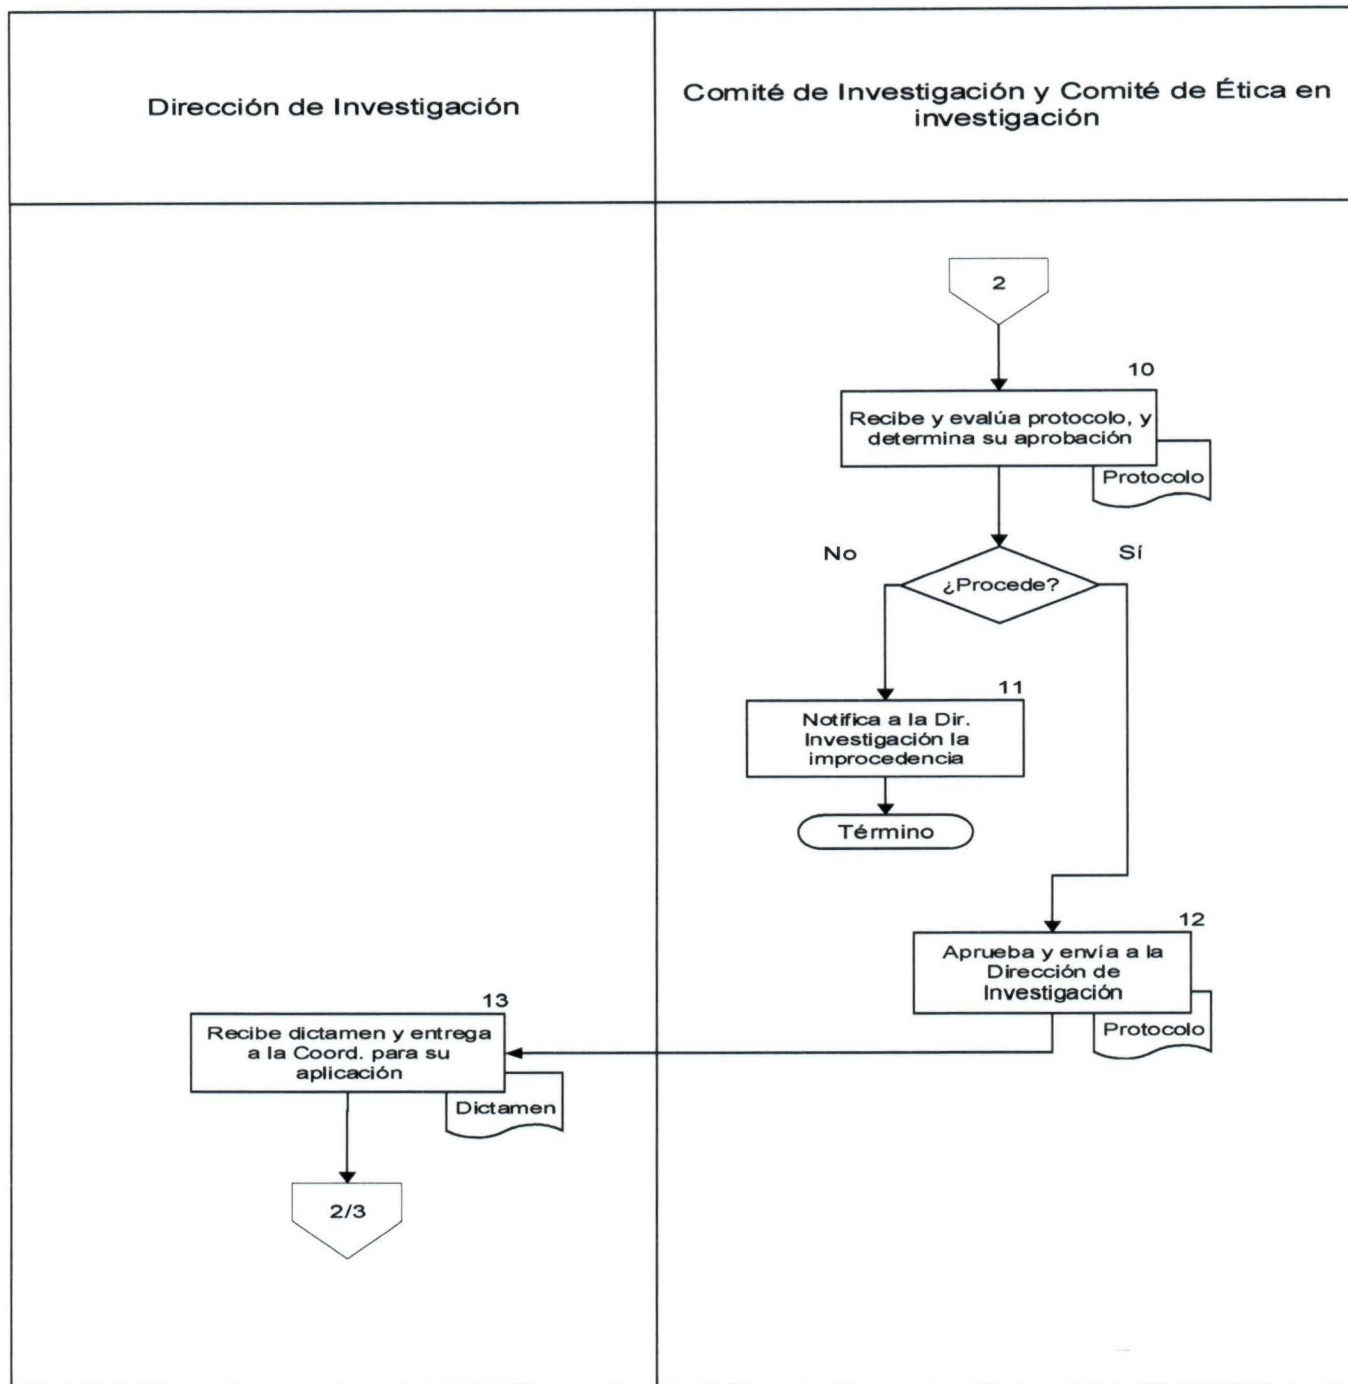 Dirección de Investigación
Comité de Investigación y Comité de Ética en
investigación
2
10
Recibe y evalúa protocolo, y
determina su aprobación
Protocolo
No
Sí
¿Procede?
11
Notifica a la Dir.
Investigación la
improcedencia
Término
12
Aprueba y envía a la
Dirección de
Investigación
Protocolo
13
Recibe dictamen y entrega
a la Coord. para su
aplicación
Dictamen
2/3